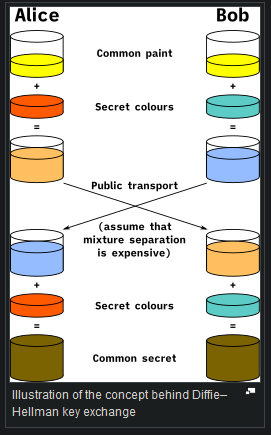 Alice Bob
Common paint
+ +
Secret colours
= =
Public transport
(assume that
mixture separation
is expensive)
+ +
Secret colours
= =
Common secret
Illustration of the concept behind Diffie–
Hellman key exchange